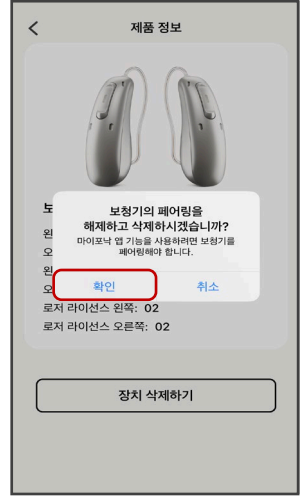 제품 정보
보청기의 페어링을
해제하고 삭제하시겠습니까?
마이포낙 앱 기능을 사용하려면 보청기를
페어링해야 합니다.
확인 취소
로저 라이선스 왼쪽: 02
로저 라이선스 오른쪽: 02
장치 삭제하기